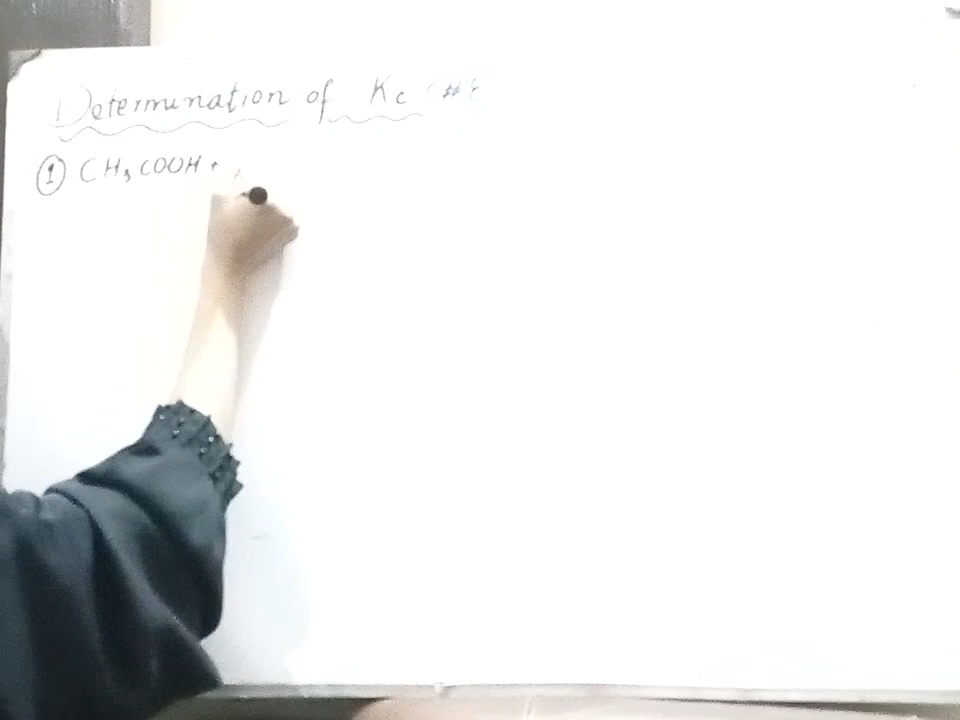 Determination of Kc
① CH₃COOH +